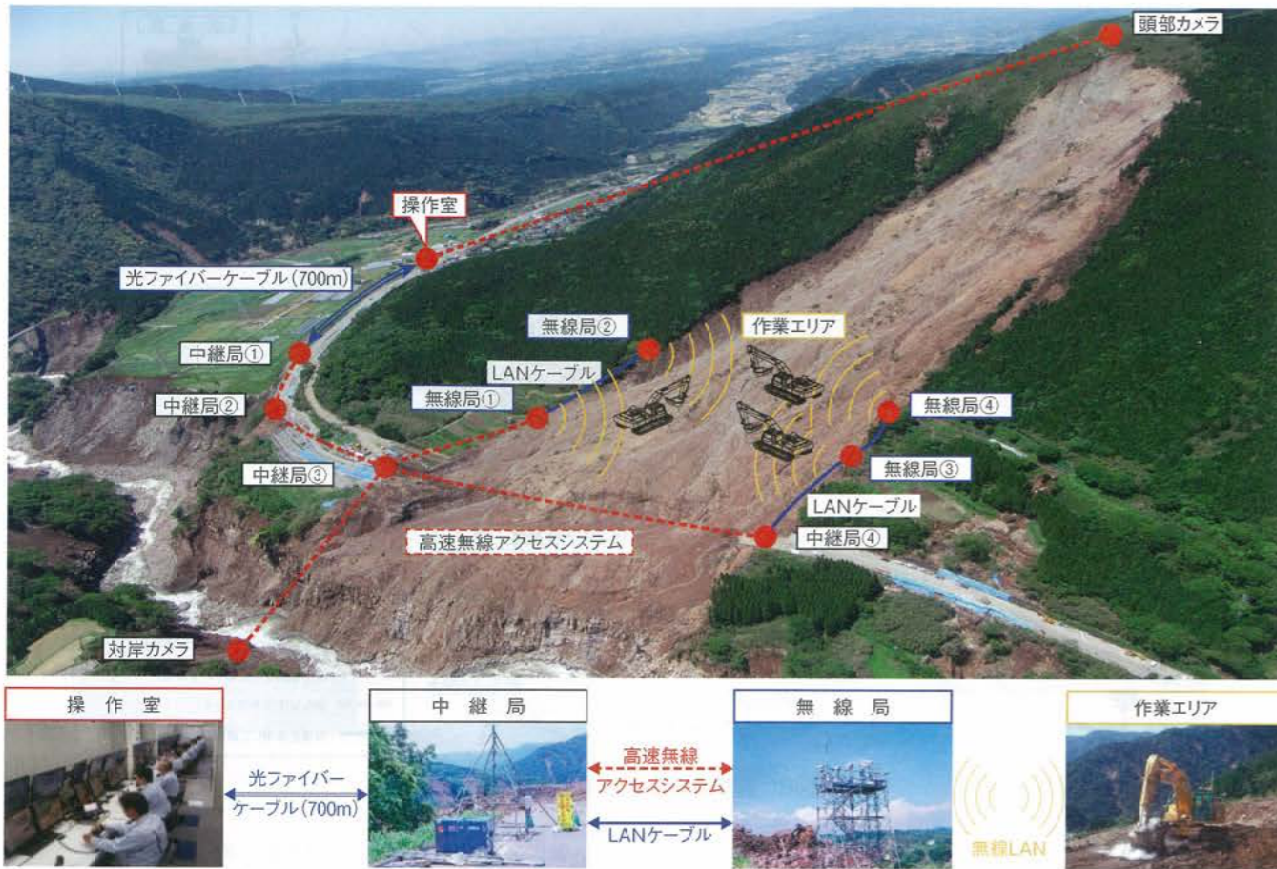 頭部カメラ
操作室
光ファイバーケーブル(700m)
無線局②
作業エリア
中継局①
LANケーブル
中継局②
無線局①
無線局④
中継局③
無線局③
LANケーブル
高速無線アクセスシステム
中継局④
対岸カメラ
操作室
中継局
無線局
作業エリア
光ファイバー
ケーブル(700m)
高速無線
アクセスシステム
LANケーブル
無線LAN